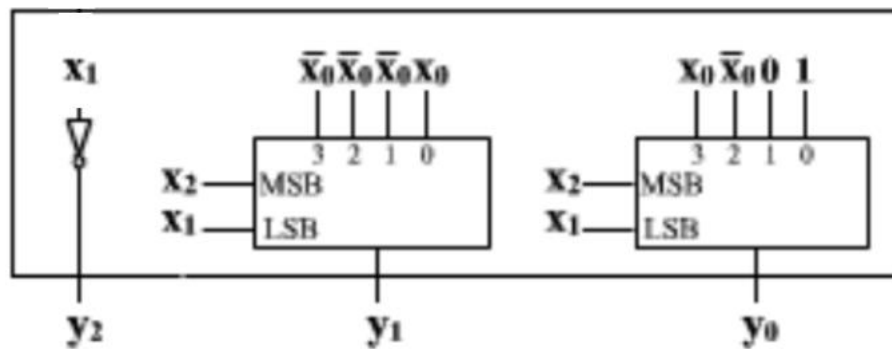 x₁ x̅₀ x̅₀ x̅₀ x₀ x₀ x̅₀ 0 1
3 2 1 0 3 2 1 0
x₂ MSB x₂ MSB
x₁ LSB x₁ LSB
y₂ y₁ y₀